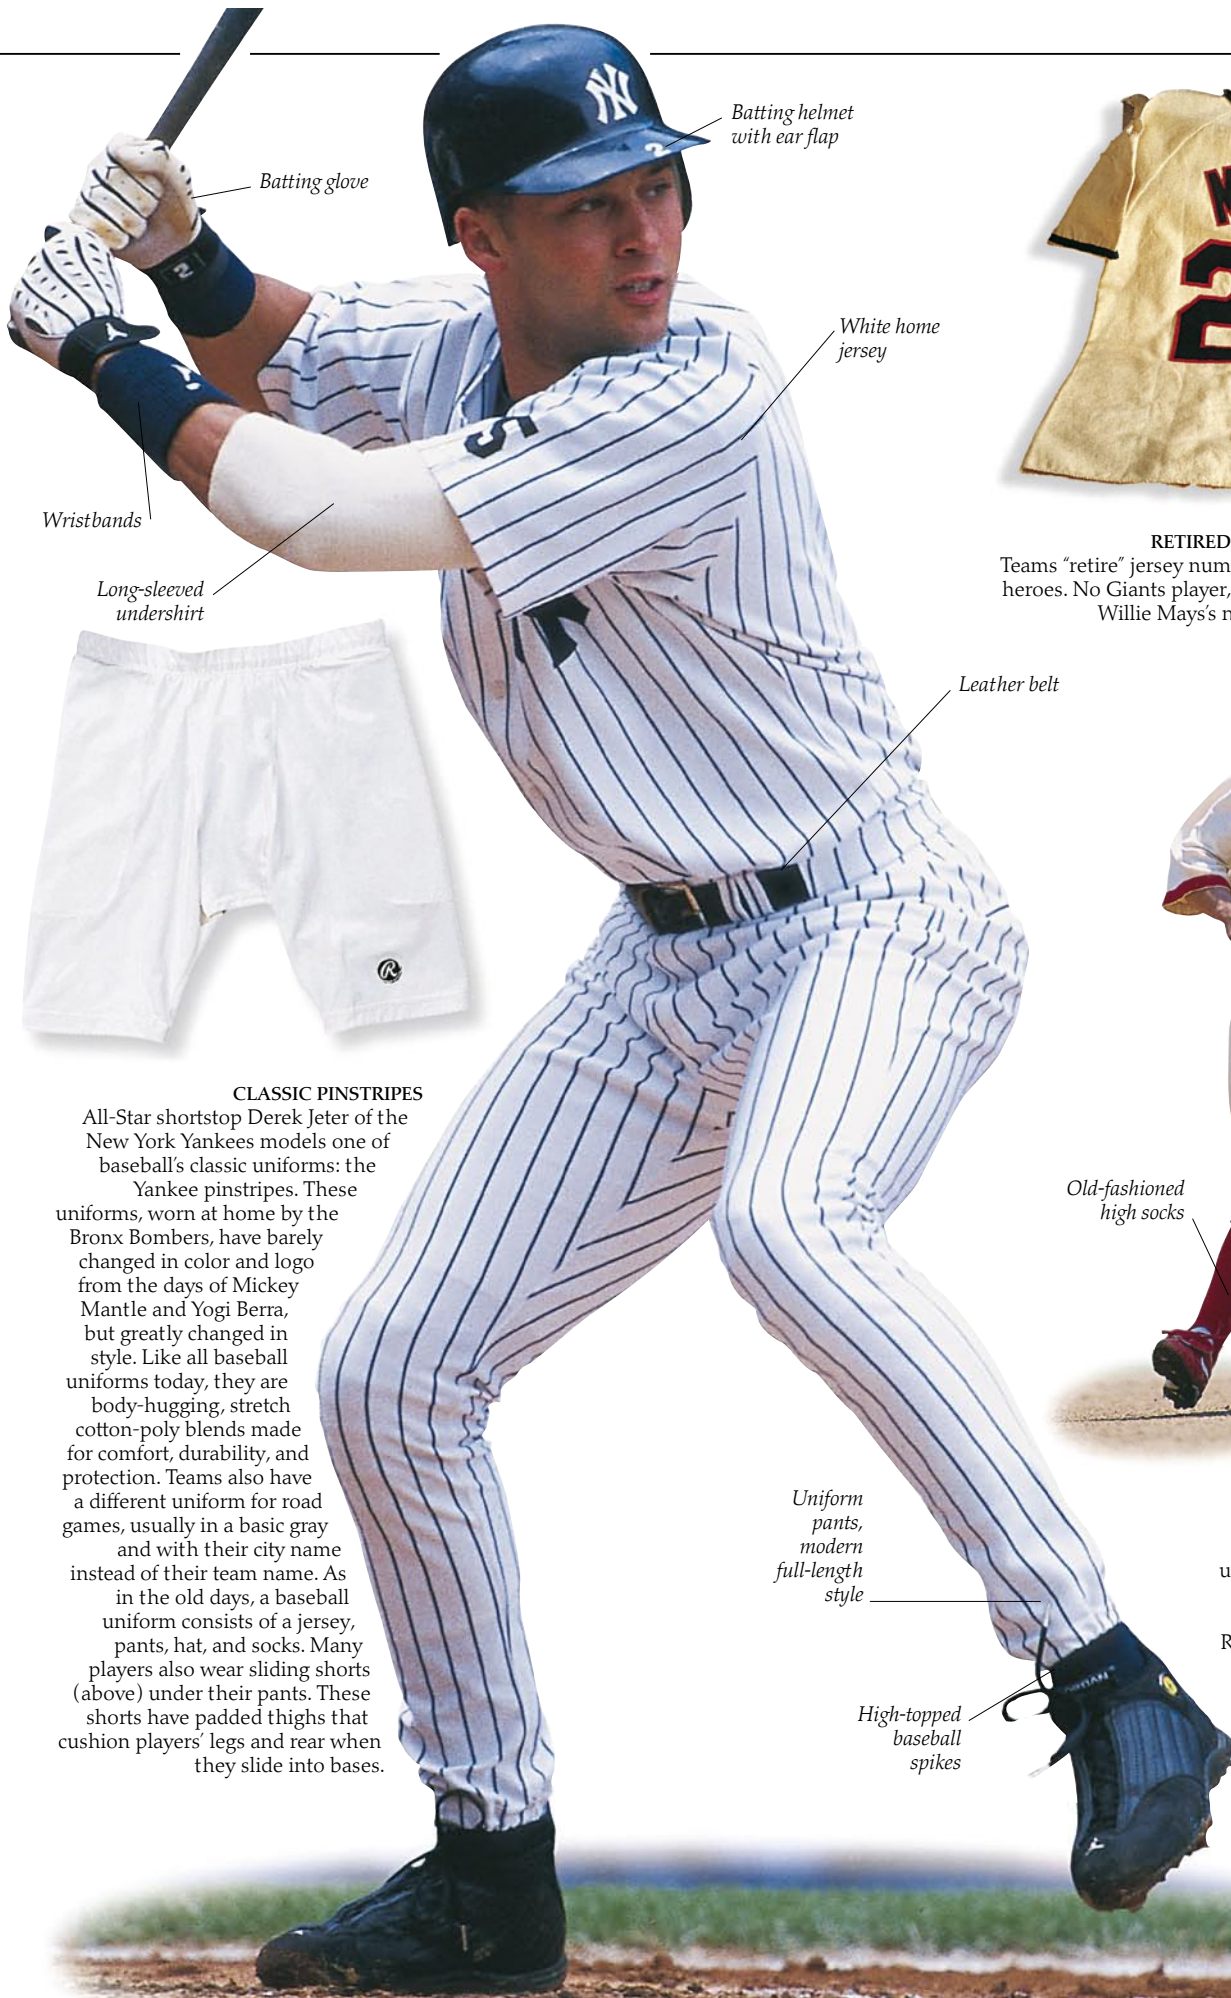 NY
Batting helmet
with ear flap
2
Batting glove
2
White home
jersey
5
Wristbands
Long-sleeved
undershirt
RETIRED
Teams “retire” jersey num
heroes. No Giants player,
Willie Mays’s n
Leather belt
R
CLASSIC PINSTRIPES
All-Star shortstop Derek Jeter of the
New York Yankees models one of
baseball’s classic uniforms: the
Yankee pinstripes. These
uniforms, worn at home by the
Bronx Bombers, have barely
changed in color and logo
from the days of Mickey
Mantle and Yogi Berra,
but greatly changed in
style. Like all baseball
uniforms today, they are
body-hugging, stretch
cotton-poly blends made
for comfort, durability, and
protection. Teams also have
a different uniform for road
games, usually in a basic gray
and with their city name
instead of their team name. As
in the old days, a baseball
uniform consists of a jersey,
pants, hat, and socks. Many
players also wear sliding shorts
(above) under their pants. These
shorts have padded thighs that
cushion players’ legs and rear when
they slide into bases.
Old-fashioned
high socks
Uniform
pants,
modern
full-length
style
u
R
High-topped
baseball
spikes